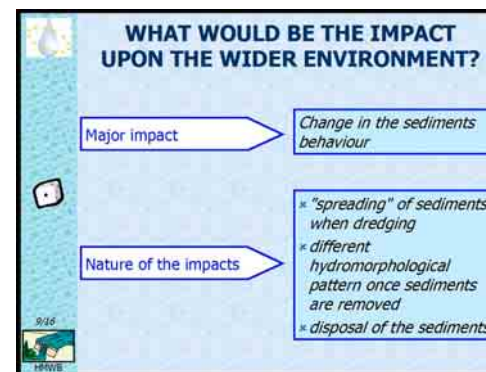 WHAT WOULD BE THE IMPACT
UPON THE WIDER ENVIRONMENT?
Major impact
Change in the sediments
behaviour
Nature of the impacts
× "spreading" of sediments
when dredging
× different
hydromorphological
pattern once sediments
are removed
× disposal of the sediments
9/16
HMWB